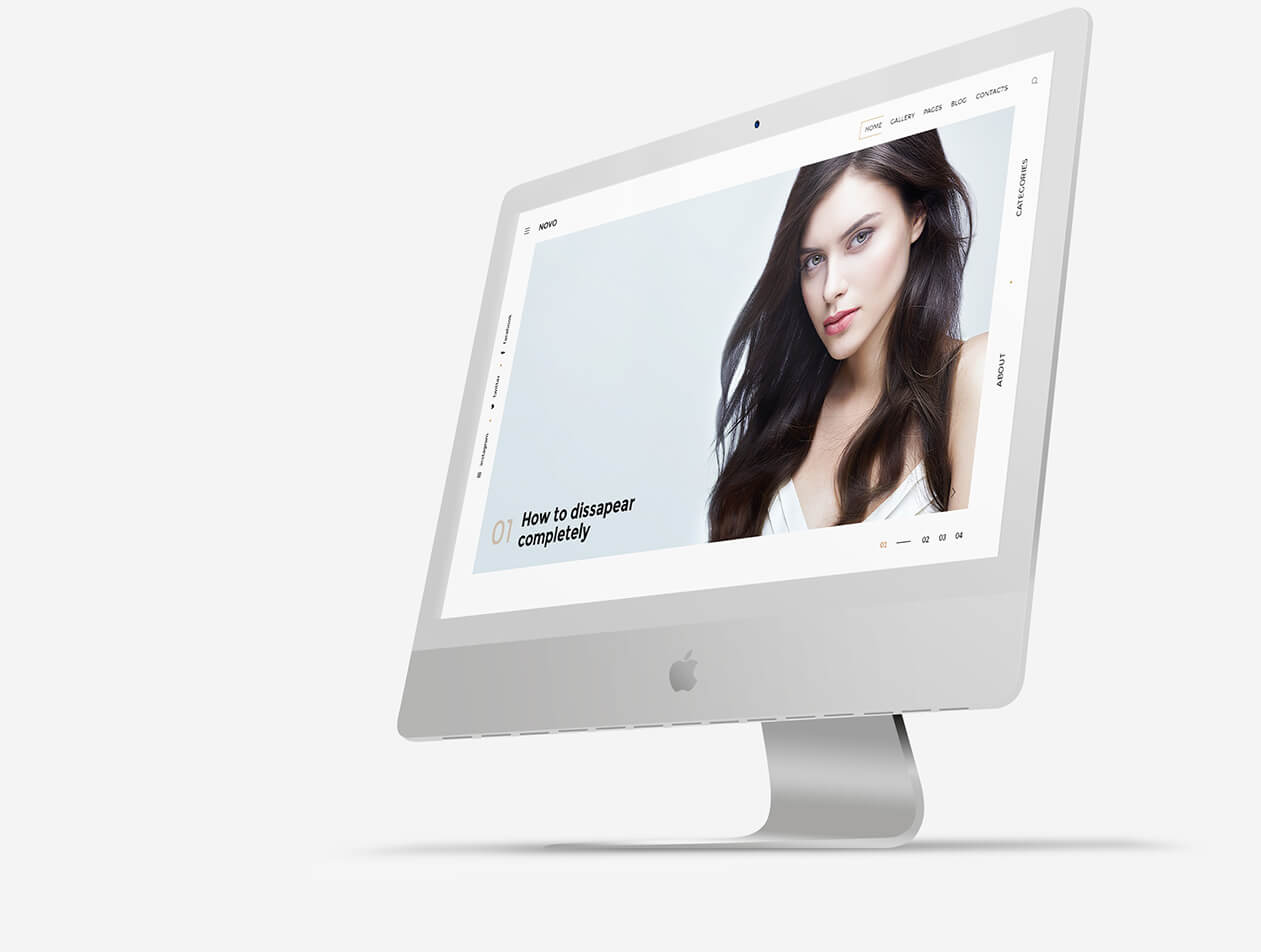 HOME
GALLERY
PAGES
BLOG
CONTACTS
NOVO
CATEGORIES
ABOUT
facebook
twitter
instagram
01
How to dissapear
completely
01
02
03
04